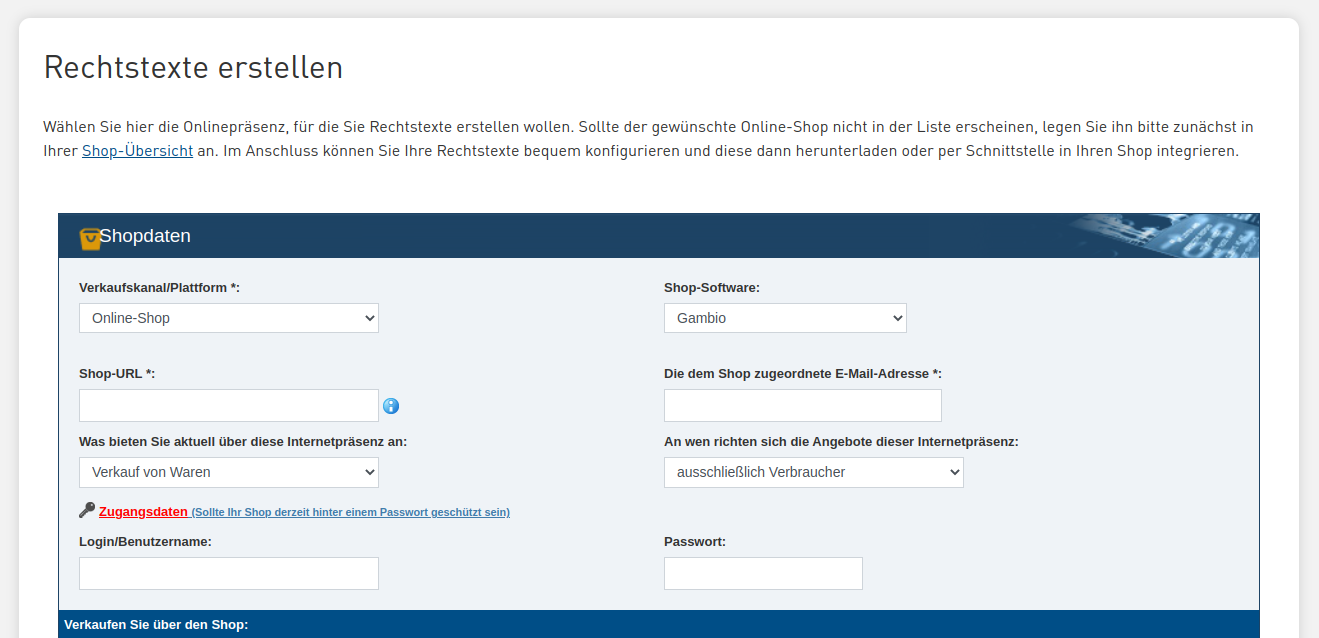 Rechtstexte erstellen
Wählen Sie hier die Onlinepräsenz, für die Sie Rechtstexte erstellen wollen. Sollte der gewünschte Online-Shop nicht in der Liste erscheinen, legen Sie ihn bitte zunächst in
Ihrer Shop-Übersicht an. Im Anschluss können Sie Ihre Rechtstexte bequem konfigurieren und diese dann herunterladen oder per Schnittstelle in Ihren Shop integrieren.
Shopdaten
Verkaufskanal/Plattform *: Shop-Software:
Online-Shop Gambio
Shop-URL *: Die dem Shop zugeordnete E-Mail-Adresse *:
Was bieten Sie aktuell über diese Internetpräsenz an: An wen richten sich die Angebote dieser Internetpräsenz:
Verkauf von Waren ausschließlich Verbraucher
Zugangsdaten (Sollte Ihr Shop derzeit hinter einem Passwort geschützt sein)
Login/Benutzername: Passwort:
Verkaufen Sie über den Shop: